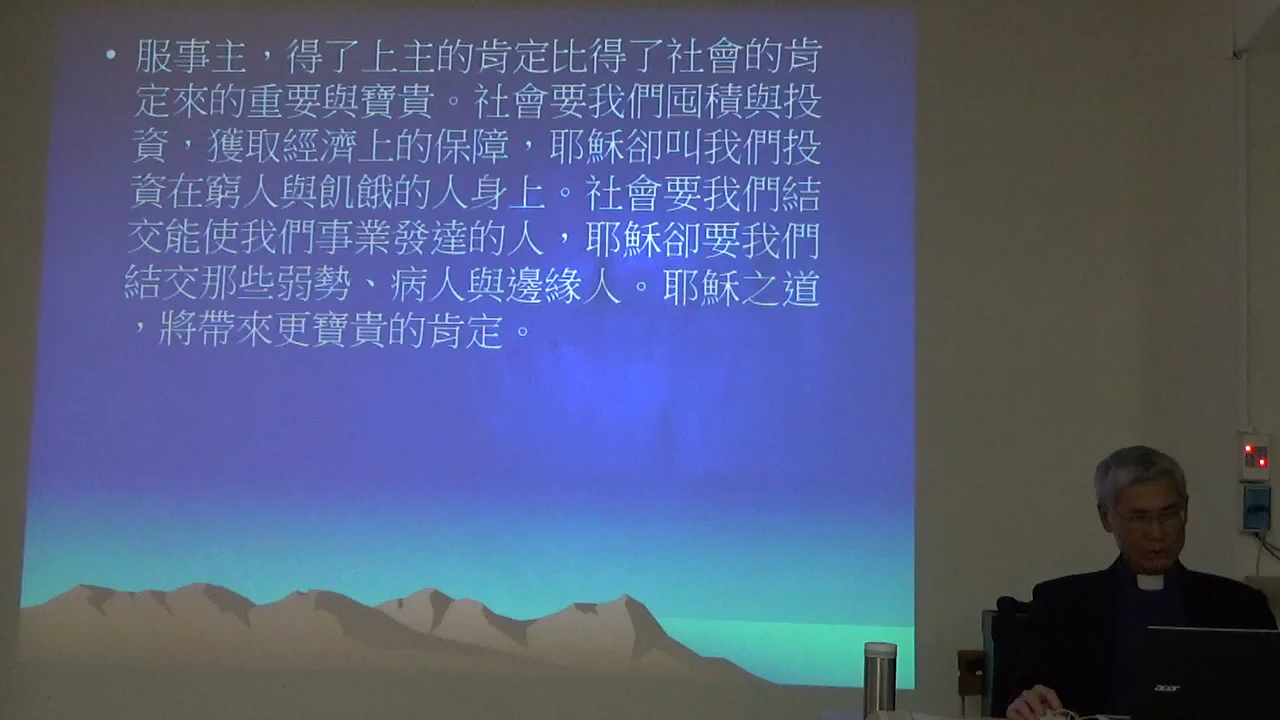 • 服事主，得了上主的肯定比得了社會的肯
定來的重要與寶貴。社會要我們囤積與投
資，獲取經濟上的保障，耶穌卻叫我們投
資在窮人與飢餓的人身上。社會要我們結
交能使我們事業發達的人，耶穌卻要我們
結交那些弱勢、病人與邊緣人。耶穌之道
，將帶來更寶貴的肯定。
acer